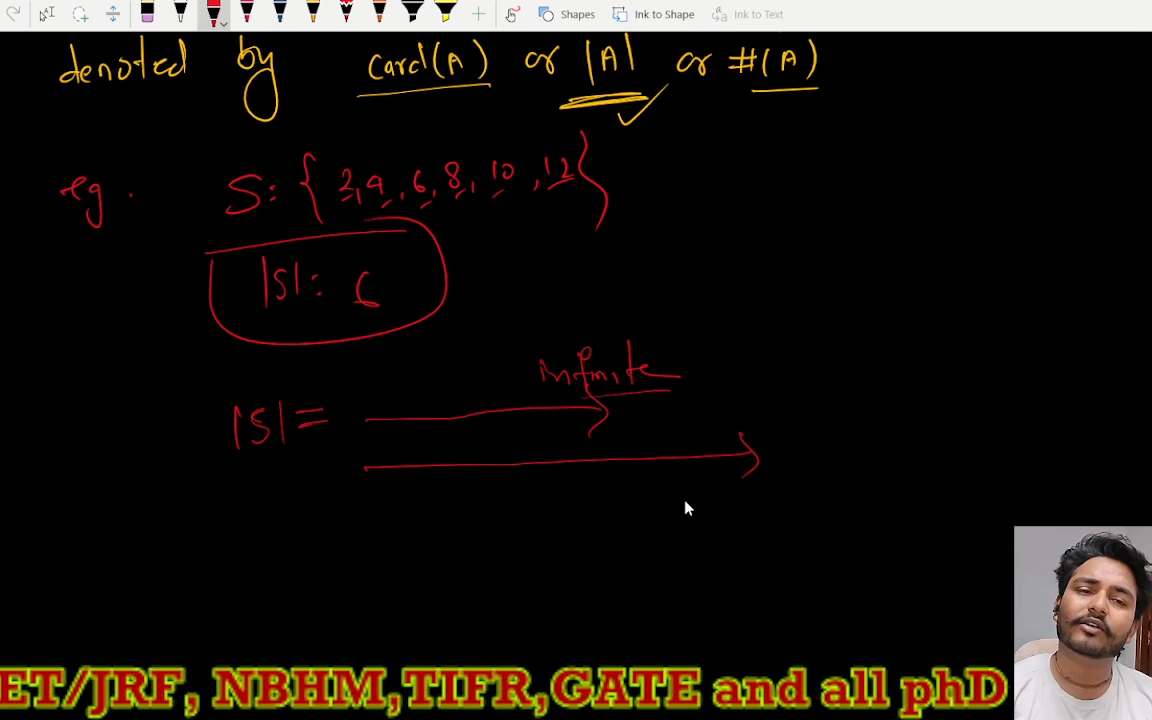 Shapes Ink to Shape Ink to Text
denoted by card(A) or |A| or #(A)
eg. S: { 2, 4, 6, 8, 10, 12 }
|S|: 6
infinite
|S| =
ET/JRF, NBHM,TIFR,GATE and all phD